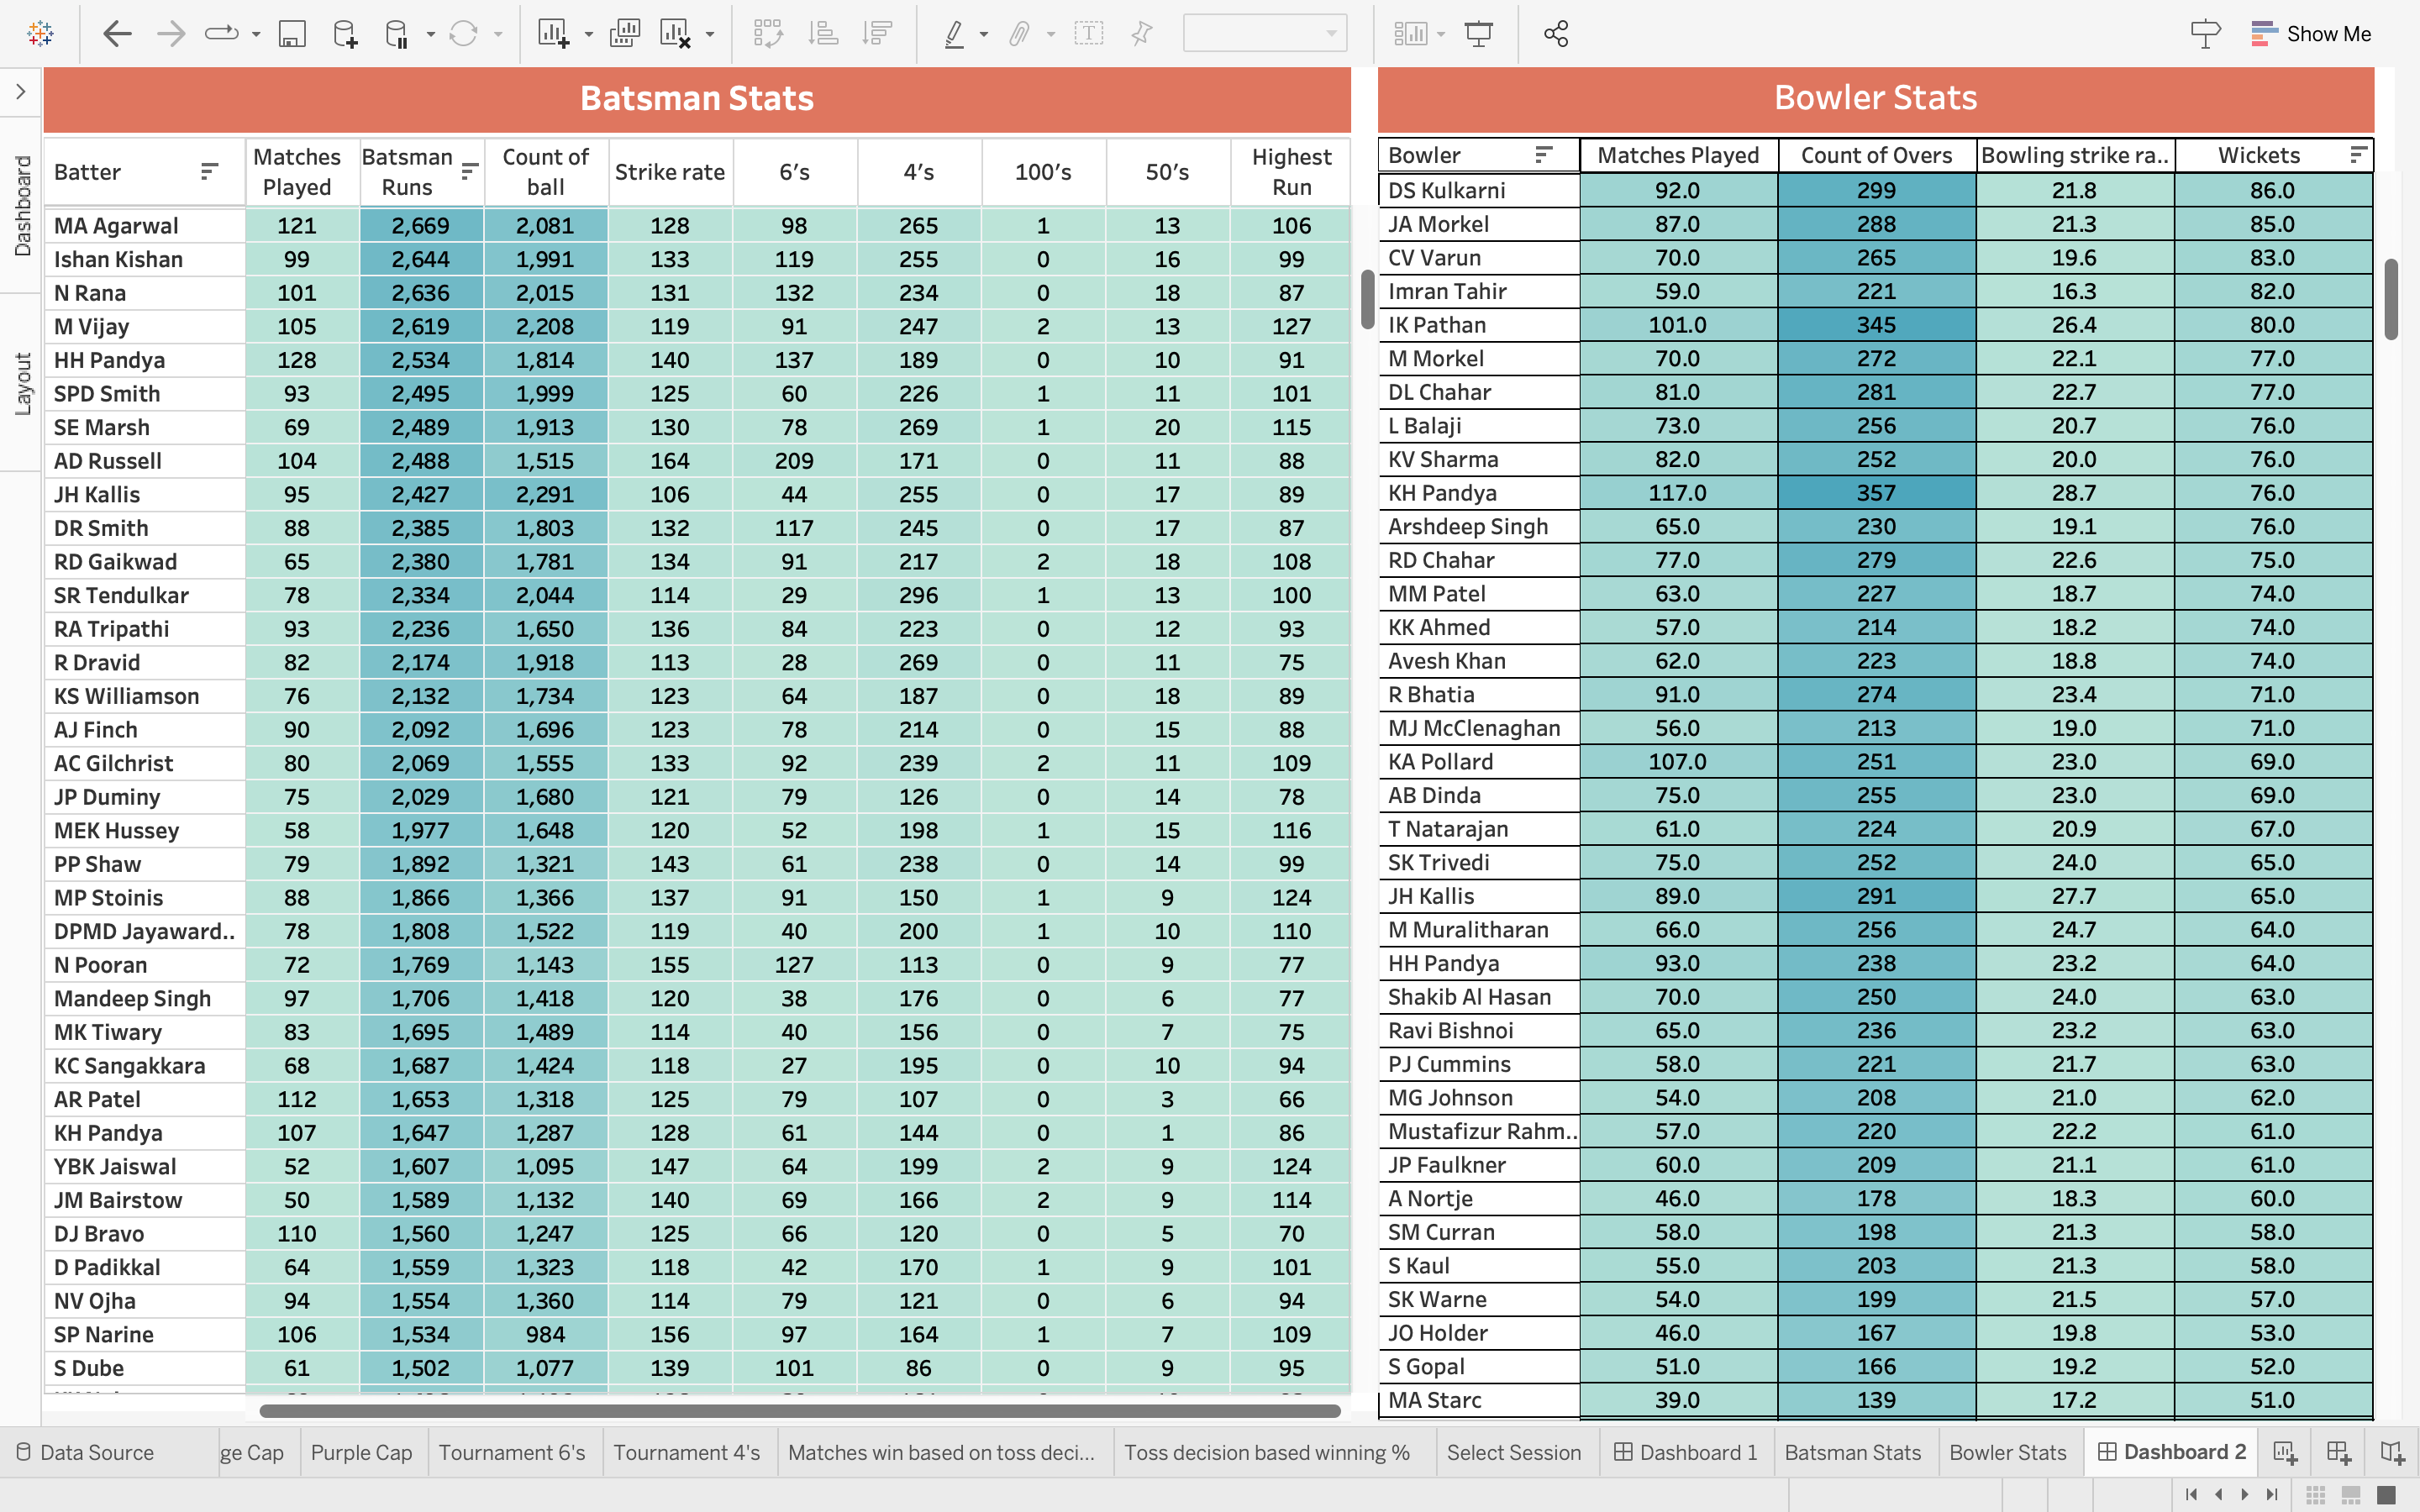 Show Me
Dashboard
Layout
Batsman Stats
Batter Matches Played Batsman Runs Count of ball Strike rate 6's 4's 100's 50's Highest Run
MA Agarwal 121 2,669 2,081 128 98 265 1 13 106
Ishan Kishan 99 2,644 1,991 133 119 255 0 16 99
N Rana 101 2,636 2,015 131 132 234 0 18 87
M Vijay 105 2,619 2,208 119 91 247 2 13 127
HH Pandya 128 2,534 1,814 140 137 189 0 10 91
SPD Smith 93 2,495 1,999 125 60 226 1 11 101
SE Marsh 69 2,489 1,913 130 78 269 1 20 115
AD Russell 104 2,488 1,515 164 209 171 0 11 88
JH Kallis 95 2,427 2,291 106 44 255 0 17 89
DR Smith 88 2,385 1,803 132 117 245 0 17 87
RD Gaikwad 65 2,380 1,781 134 91 217 2 18 108
SR Tendulkar 78 2,334 2,044 114 29 296 1 13 100
RA Tripathi 93 2,236 1,650 136 84 223 0 12 93
R Dravid 82 2,174 1,918 113 28 269 0 11 75
KS Williamson 76 2,132 1,734 123 64 187 0 18 89
AJ Finch 90 2,092 1,696 123 78 214 0 15 88
AC Gilchrist 80 2,069 1,555 133 92 239 2 11 109
JP Duminy 75 2,029 1,680 121 79 126 0 14 78
MEK Hussey 58 1,977 1,648 120 52 198 1 15 116
PP Shaw 79 1,892 1,321 143 61 238 0 14 99
MP Stoinis 88 1,866 1,366 137 91 150 1 9 124
DPMD Jayaward.. 78 1,808 1,522 119 40 200 1 10 110
N Pooran 72 1,769 1,143 155 127 113 0 9 77
Mandeep Singh 97 1,706 1,418 120 38 176 0 6 77
MK Tiwary 83 1,695 1,489 114 40 156 0 7 75
KC Sangakkara 68 1,687 1,424 118 27 195 0 10 94
AR Patel 112 1,653 1,318 125 79 107 0 3 66
KH Pandya 107 1,647 1,287 128 61 144 0 1 86
YBK Jaiswal 52 1,607 1,095 147 64 199 2 9 124
JM Bairstow 50 1,589 1,132 140 69 166 2 9 114
DJ Bravo 110 1,560 1,247 125 66 120 0 5 70
D Padikkal 64 1,559 1,323 118 42 170 1 9 101
NV Ojha 94 1,554 1,360 114 79 121 0 6 94
SP Narine 106 1,534 984 156 97 164 1 7 109
S Dube 61 1,502 1,077 139 101 86 0 9 95
Bowler Stats
Bowler Matches Played Count of Overs Bowling strike ra.. Wickets
DS Kulkarni 92.0 299 21.8 86.0
JA Morkel 87.0 288 21.3 85.0
CV Varun 70.0 265 19.6 83.0
Imran Tahir 59.0 221 16.3 82.0
IK Pathan 101.0 345 26.4 80.0
M Morkel 70.0 272 22.1 77.0
DL Chahar 81.0 281 22.7 77.0
L Balaji 73.0 256 20.7 76.0
KV Sharma 82.0 252 20.0 76.0
KH Pandya 117.0 357 28.7 76.0
Arshdeep Singh 65.0 230 19.1 76.0
RD Chahar 77.0 279 22.6 75.0
MM Patel 63.0 227 18.7 74.0
KK Ahmed 57.0 214 18.2 74.0
Avesh Khan 62.0 223 18.8 74.0
R Bhatia 91.0 274 23.4 71.0
MJ McClenaghan 56.0 213 19.0 71.0
KA Pollard 107.0 251 23.0 69.0
AB Dinda 75.0 255 23.0 69.0
T Natarajan 61.0 224 20.9 67.0
SK Trivedi 75.0 252 24.0 65.0
JH Kallis 89.0 291 27.7 65.0
M Muralitharan 66.0 256 24.7 64.0
HH Pandya 93.0 238 23.2 64.0
Shakib Al Hasan 70.0 250 24.0 63.0
Ravi Bishnoi 65.0 236 23.2 63.0
PJ Cummins 58.0 221 21.7 63.0
MG Johnson 54.0 208 21.0 62.0
Mustafizur Rahm.. 57.0 220 22.2 61.0
JP Faulkner 60.0 209 21.1 61.0
A Nortje 46.0 178 18.3 60.0
SM Curran 58.0 198 21.3 58.0
S Kaul 55.0 203 21.3 58.0
SK Warne 54.0 199 21.5 57.0
JO Holder 46.0 167 19.8 53.0
S Gopal 51.0 166 19.2 52.0
MA Starc 39.0 139 17.2 51.0
Data Source ge Cap Purple Cap Tournament 6's Tournament 4's Matches win based on toss deci... Toss decision based winning % Select Session Dashboard 1 Batsman Stats Bowler Stats Dashboard 2